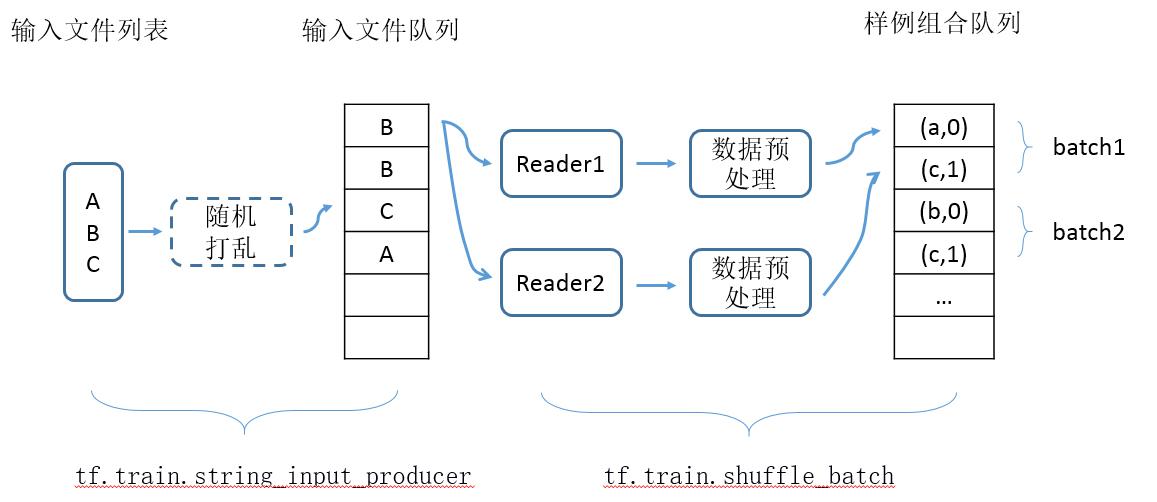 输入文件列表
输入文件队列
样例组合队列
A
B
C
随机
打乱
B
B
C
A
Reader1
数据预
处理
Reader2
数据预
处理
(a,0)
(c,1)
(b,0)
(c,1)
...
batch1
batch2
tf.train.string_input_producer
tf.train.shuffle_batch